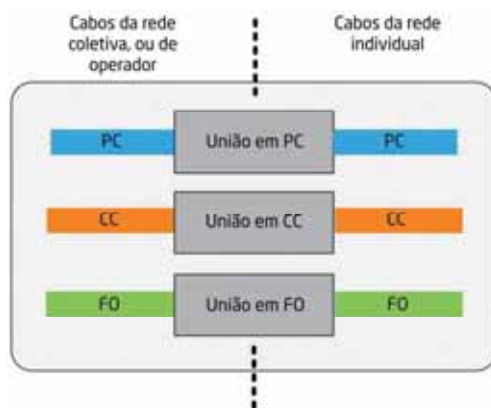 Cabos da rede
coletiva, ou de
operador
Cabos da rede
individual
PC União em PC PC
CC União em CC CC
FO União em FO FO